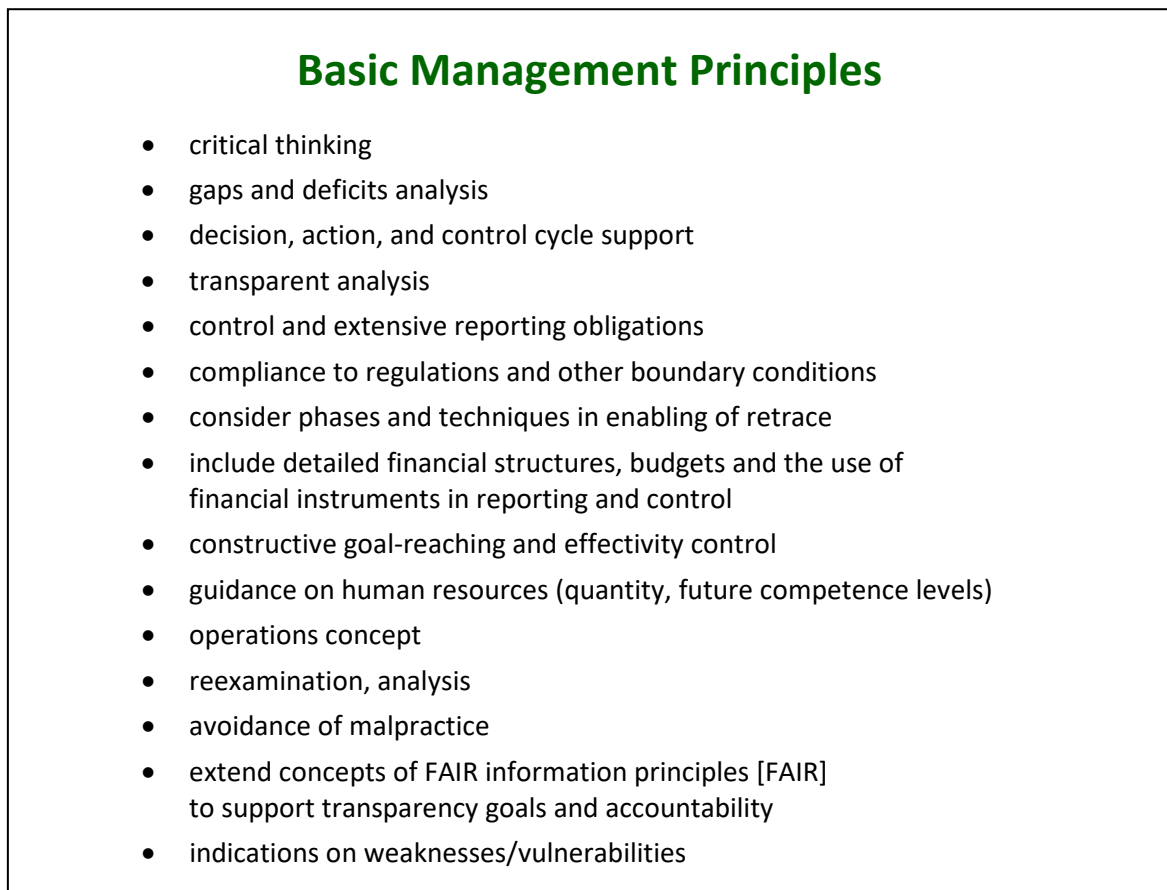 Basic Management Principles
• critical thinking
• gaps and deficits analysis
• decision, action, and control cycle support
• transparent analysis
• control and extensive reporting obligations
• compliance to regulations and other boundary conditions
• consider phases and techniques in enabling of retrace
• include detailed financial structures, budgets and the use of
financial instruments in reporting and control
• constructive goal-reaching and effectivity control
• guidance on human resources (quantity, future competence levels)
• operations concept
• reexamination, analysis
• avoidance of malpractice
• extend concepts of FAIR information principles [FAIR]
to support transparency goals and accountability
• indications on weaknesses/vulnerabilities